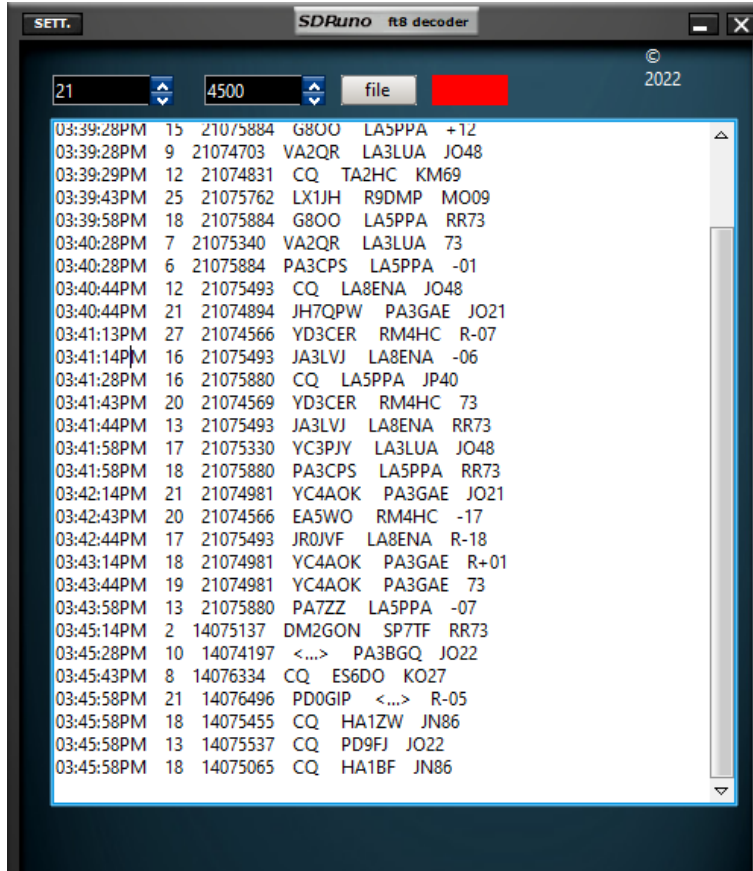 SETT. SDRuno ft8 decoder
©
2022
21 4500 file
03:39:28PM 15 21075884 G8OO LA5PPA +12
03:39:28PM 9 21074703 VA2QR LA3LUA JO48
03:39:29PM 12 21074831 CQ TA2HC KM69
03:39:43PM 25 21075762 LX1JH R9DMP MO09
03:39:58PM 18 21075884 G8OO LA5PPA RR73
03:40:28PM 7 21075340 VA2QR LA3LUA 73
03:40:28PM 6 21075884 PA3CPS LA5PPA -01
03:40:44PM 12 21075493 CQ LA8ENA JO48
03:40:44PM 21 21074894 JH7QPW PA3GAE JO21
03:41:13PM 27 21074566 YD3CER RM4HC R-07
03:41:14PM 16 21075493 JA3LVJ LA8ENA -06
03:41:28PM 16 21075880 CQ LA5PPA JP40
03:41:43PM 20 21074569 YD3CER RM4HC 73
03:41:44PM 13 21075493 JA3LVJ LA8ENA RR73
03:41:58PM 17 21075330 YC3PJY LA3LUA JO48
03:41:58PM 18 21075880 PA3CPS LA5PPA RR73
03:42:14PM 21 21074981 YC4AOK PA3GAE JO21
03:42:43PM 20 21074566 EA5WO RM4HC -17
03:42:44PM 17 21075493 JR0JVF LA8ENA R-18
03:43:14PM 18 21074981 YC4AOK PA3GAE R+01
03:43:44PM 19 21074981 YC4AOK PA3GAE 73
03:43:58PM 13 21075880 PA7ZZ LA5PPA -07
03:45:14PM 2 14075137 DM2GON SP7TF RR73
03:45:28PM 10 14074197 <...> PA3BGQ JO22
03:45:43PM 8 14076334 CQ ES6DO KO27
03:45:58PM 21 14076496 PD0GIP <...> R-05
03:45:58PM 18 14075455 CQ HA1ZW JN86
03:45:58PM 13 14075537 CQ PD9FJ JO22
03:45:58PM 18 14075065 CQ HA1BF JN86